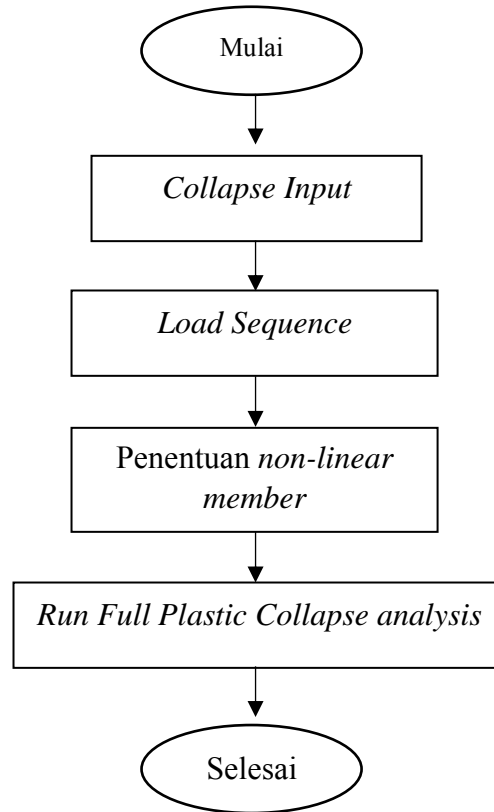 Mulai
Collapse Input
Load Sequence
Penentuan non-linear
member
Run Full Plastic Collapse analysis
Selesai